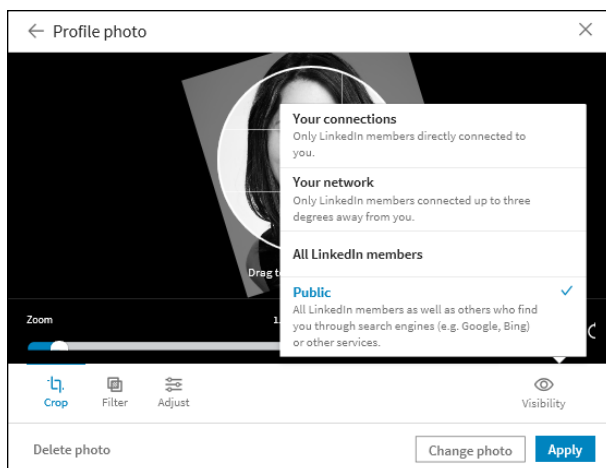 Profile photo
Your connections
Only LinkedIn members directly connected to
you.
Your network
Only LinkedIn members connected up to three
degrees away from you.
All LinkedIn members
Drag to
Public
All LinkedIn members as well as others who find
you through search engines (e.g. Google, Bing)
or other services.
Zoom
Crop Filter Adjust Visibility
Delete photo Change photo Apply